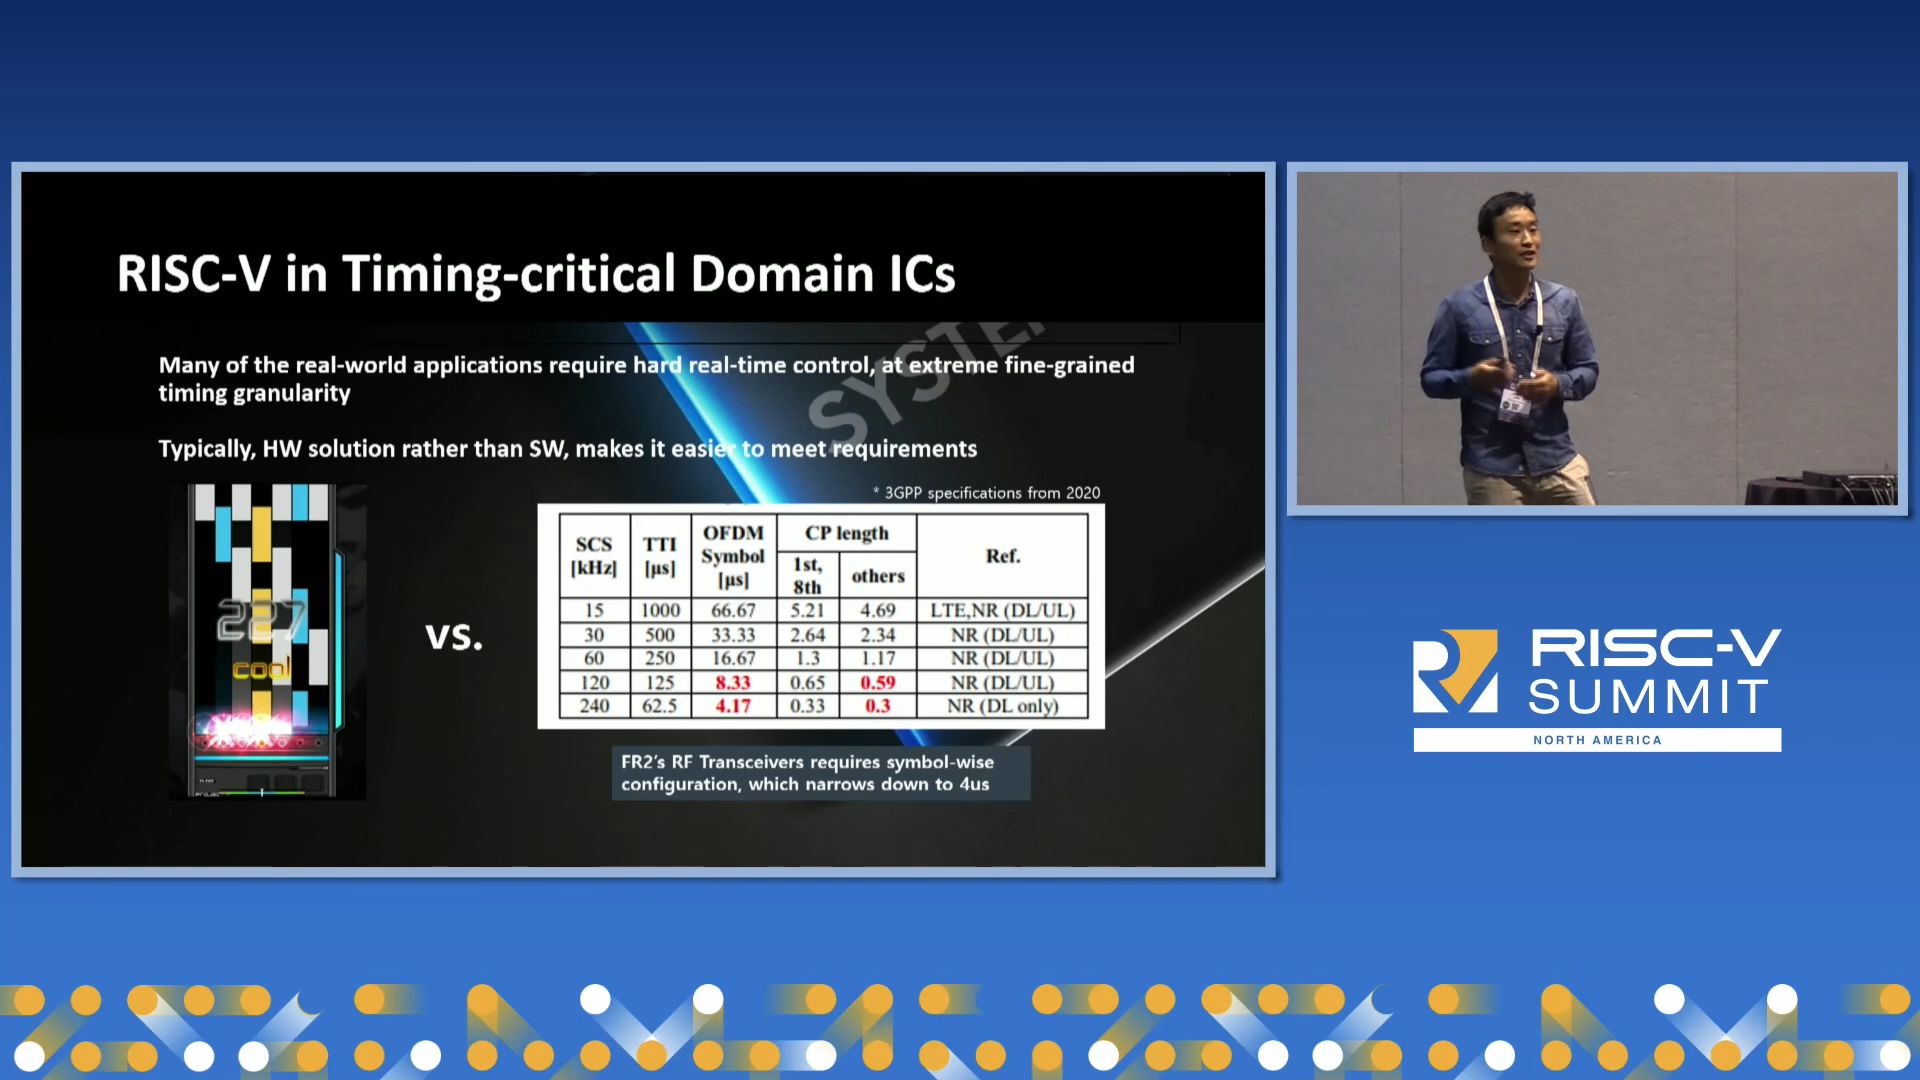 RISC-V in Timing-critical Domain ICs
SYSTE
Many of the real-world applications require hard real-time control, at extreme fine-grained
timing granularity
Typically, HW solution rather than SW, makes it easier to meet requirements
* 3GPP specifications from 2020
227
cool
vs.
SCS [kHz] TTI [µs] OFDM Symbol [µs] CP length Ref.
1st, 8th others
15 1000 66.67 5.21 4.69 LTE,NR (DL/UL)
30 500 33.33 2.64 2.34 NR (DL/UL)
60 250 16.67 1.3 1.17 NR (DL/UL)
120 125 8.33 0.65 0.59 NR (DL/UL)
240 62.5 4.17 0.33 0.3 NR (DL only)
FR2's RF Transceivers requires symbol-wise
configuration, which narrows down to 4us
RISC-V
SUMMIT
NORTH AMERICA